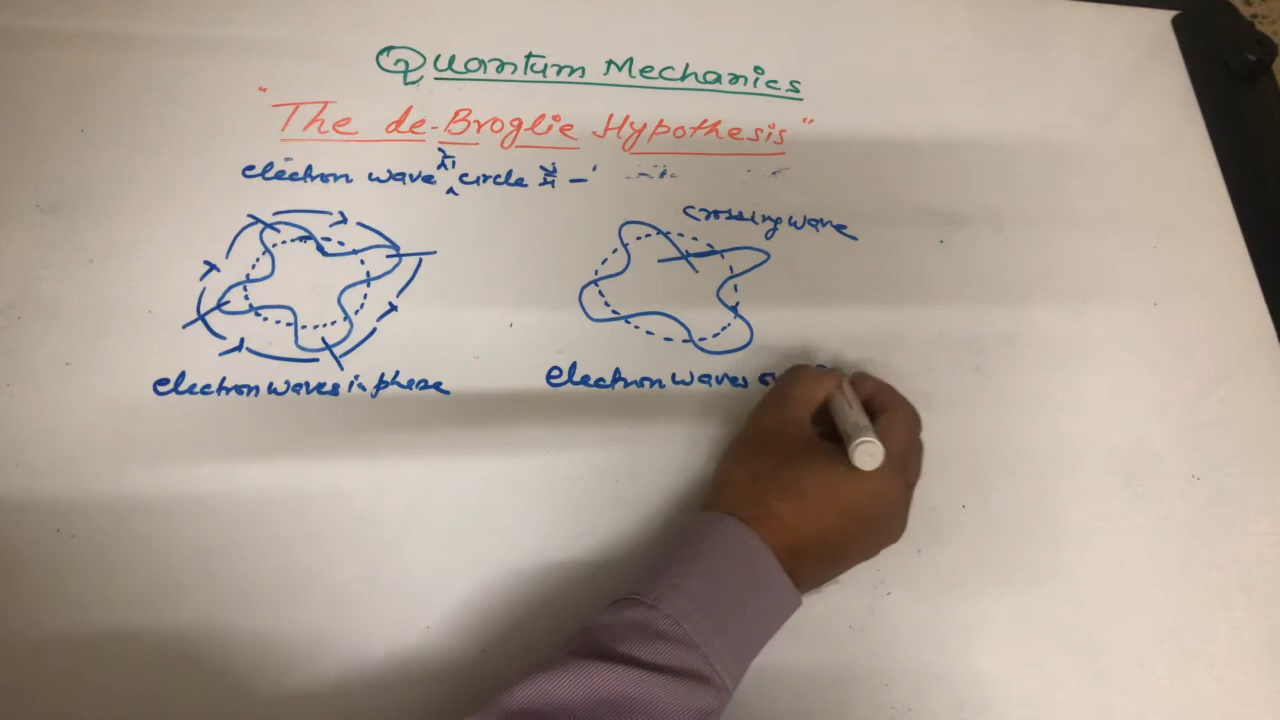 Quantum Mechanics
"The de-Broglie Hypothesis"
electron wave circle में -
crossing wave
electron waves in phase
electron waves